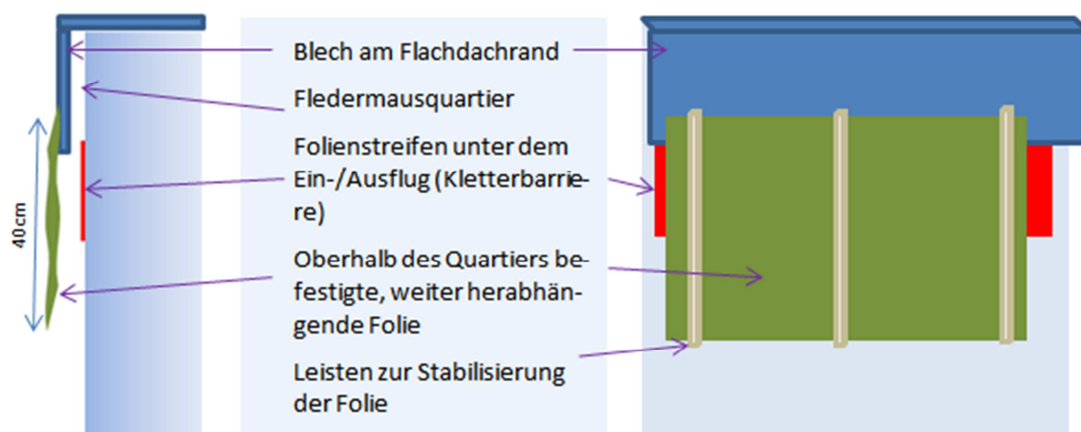 Blech am Flachdachrand
Fledermausquartier
Folienstreifen unter dem
Ein-/Ausflug (Kletterbarrie-
re)
40cm
Oberhalb des Quartiers be-
festigte, weiter herabhän-
gende Folie
Leisten zur Stabilisierung
der Folie